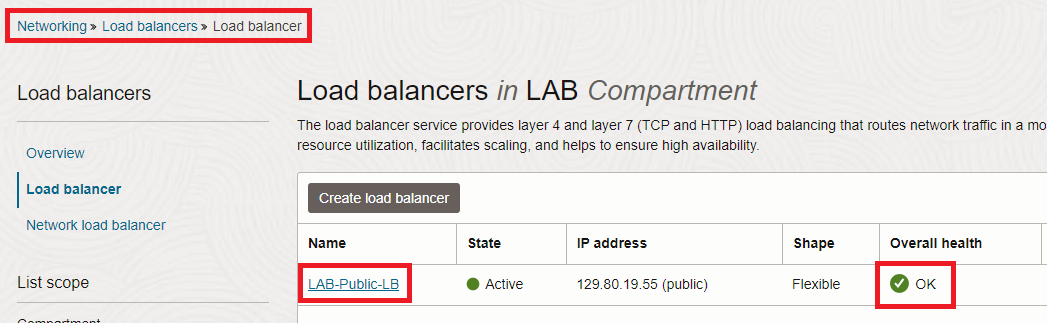 Networking » Load balancers » Load balancer
Load balancers
Overview
Load balancer
Network load balancer
List scope
Load balancers in LAB Compartment
The load balancer service provides layer 4 and layer 7 (TCP and HTTP) load balancing that routes network traffic in a mo
resource utilization, facilitates scaling, and helps to ensure high availability.
Create load balancer
Name State IP address Shape Overall health
LAB-Public-LB Active 129.80.19.55 (public) Flexible OK